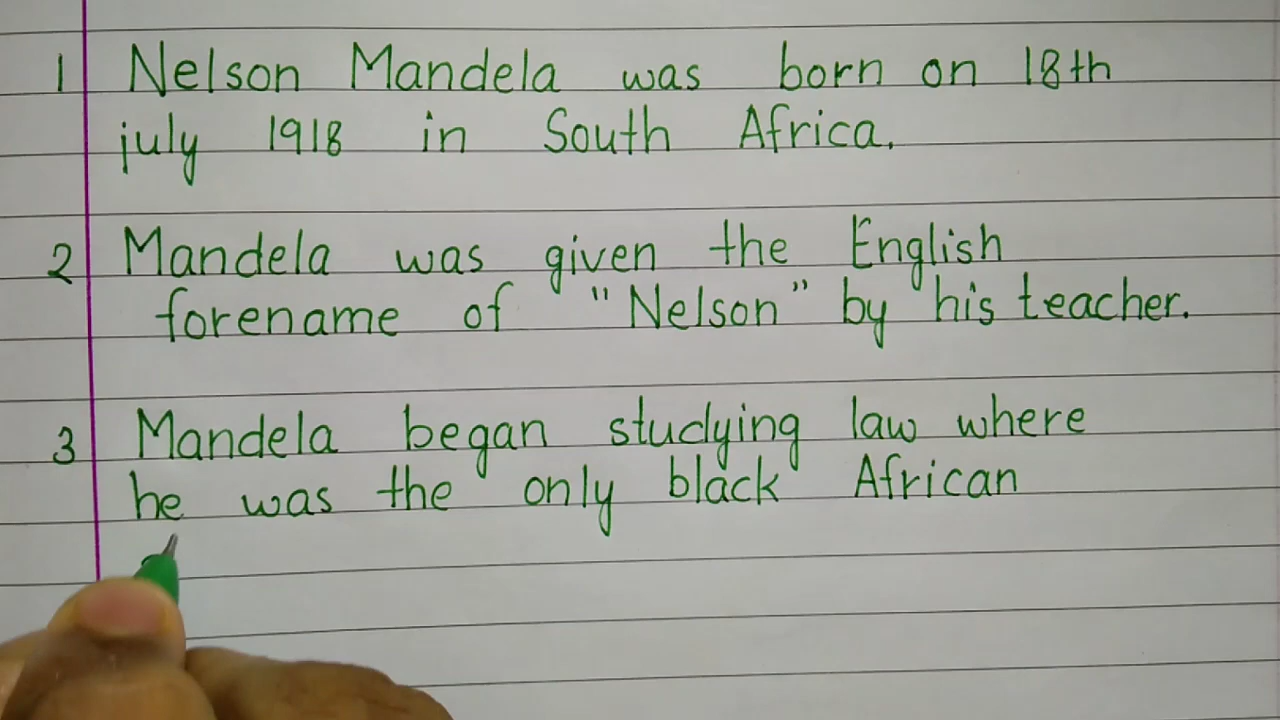 1 Nelson Mandela was born on 18th
july 1918 in South Africa.
2 Mandela was given the English
forename of "Nelson" by his teacher.
3 Mandela began studying law where
he was the only black African